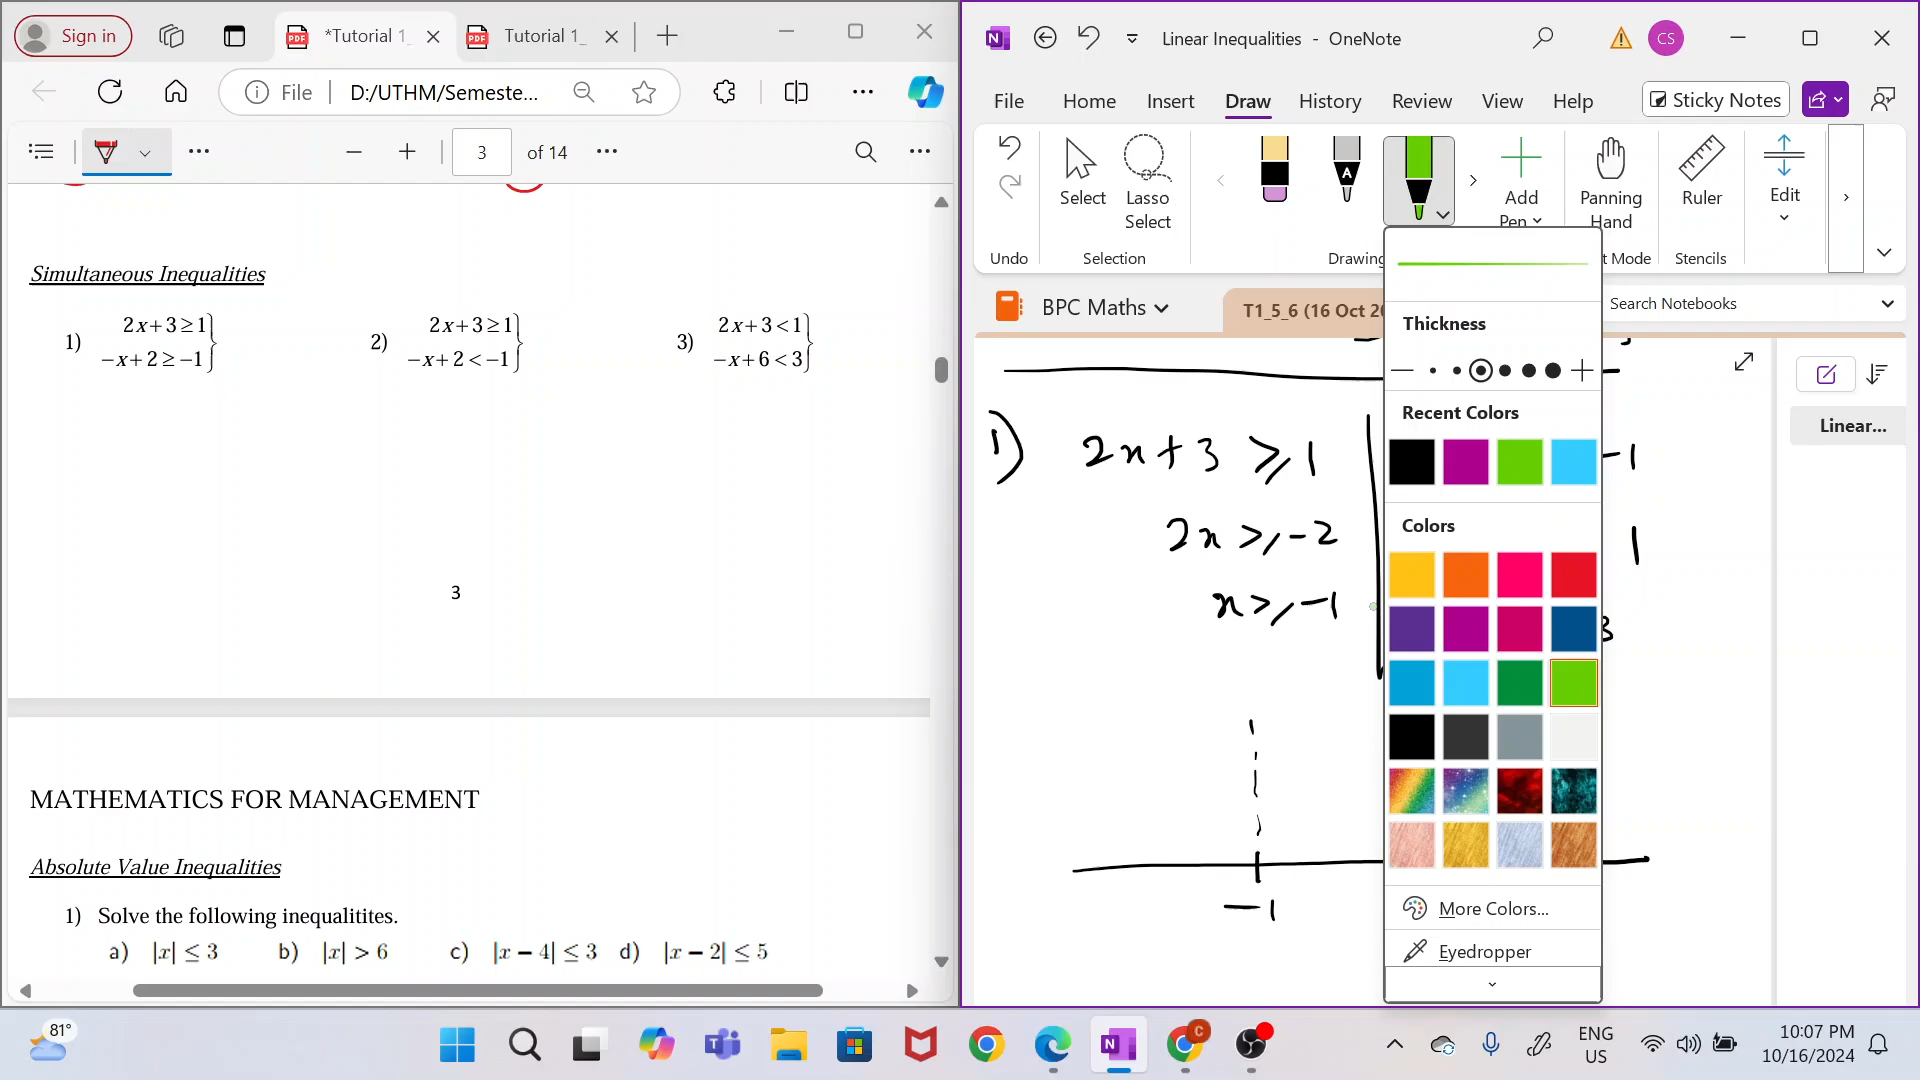 Sign in
*Tutorial 1_
Tutorial 1_
File
D:/UTHM/Semeste...
3
of 14
Simultaneous Inequalities
1) 2x+3≥1
-x+2≥-1
2) 2x+3≥1
-x+2<-1
3) 2x+3<1
-x+6<3
3
MATHEMATICS FOR MANAGEMENT
Absolute Value Inequalities
1) Solve the following inequalitites.
a) |x| ≤ 3 b) |x| > 6 c) |x − 4| ≤ 3 d) |x − 2| ≤ 5
Linear Inequalities - OneNote
CS
File Home Insert Draw History Review View Help
Sticky Notes
Select
Lasso
Select
Add
Pen
Panning
Hand
Ruler
Edit
Undo
Selection
Drawing
t Mode
Stencils
BPC Maths
T1_5_6 (16 Oct 20
Search Notebooks
Linear...
1) 2x+3 ≥ 1
2x ≥ -2
x ≥ -1
-1
1
3
-1
Thickness
Recent Colors
Colors
More Colors...
Eyedropper
81°
ENG
US
10:07 PM
10/16/2024